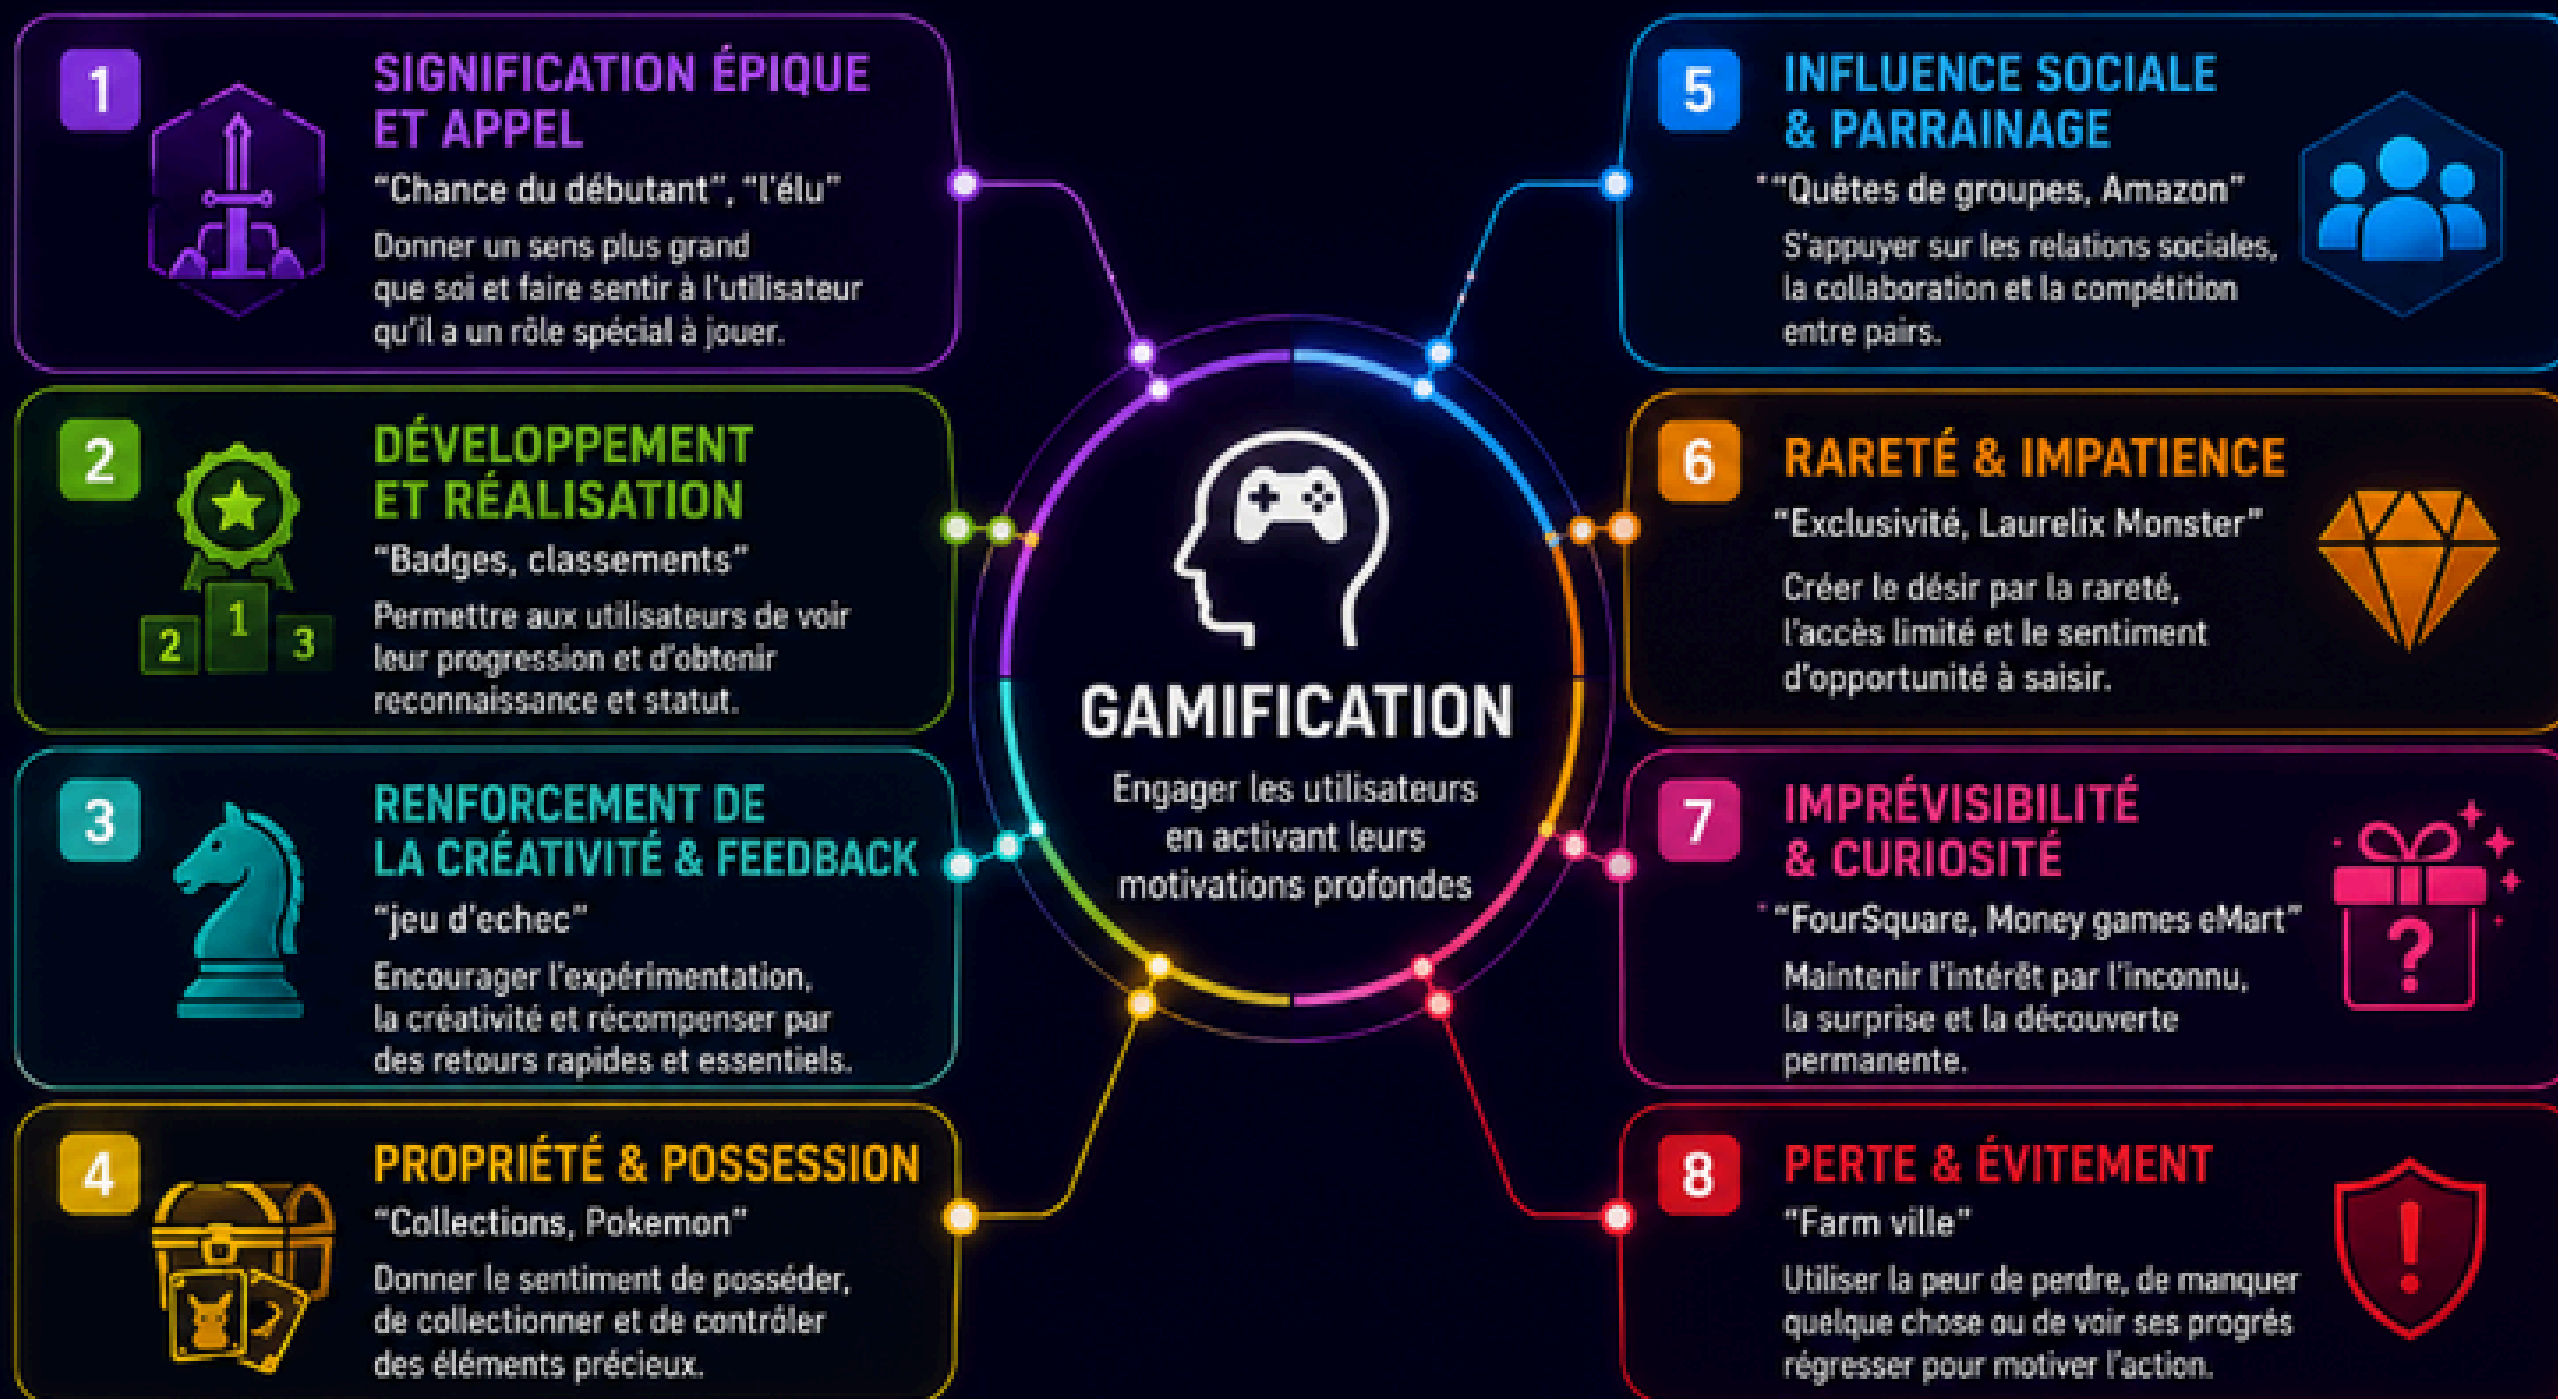 1
SIGNIFICATION ÉPIQUE
ET APPEL
“Chance du débutant”, “l’élu”
Donner un sens plus grand
que soi et faire sentir à l’utilisateur
qu’il a un rôle spécial à jouer.
2
DÉVELOPPEMENT
ET RÉALISATION
“Badges, classements”
Permettre aux utilisateurs de voir
leur progression et d’obtenir
reconnaissance et statut.
2 1 3
3
RENFORCEMENT DE
LA CRÉATIVITÉ & FEEDBACK
“jeu d’echec”
Encourager l’expérimentation,
la créativité et récompenser par
des retours rapides et essentiels.
4
PROPRIÉTÉ & POSSESSION
“Collections, Pokemon”
Donner le sentiment de posséder,
de collectionner et de contrôler
des éléments précieux.
GAMIFICATION
Engager les utilisateurs
en activant leurs
motivations profondes
5
INFLUENCE SOCIALE
& PARRAINAGE
“Quêtes de groupes, Amazon”
S’appuyer sur les relations sociales,
la collaboration et la compétition
entre pairs.
6
RARETÉ & IMPATIENCE
“Exclusivité, Laurelix Monster”
Créer le désir par la rareté,
l’accès limité et le sentiment
d’opportunité à saisir.
7
IMPRÉVISIBILITÉ
& CURIOSITÉ
“FourSquare, Money games eMart”
Maintenir l’intérêt par l’inconnu,
la surprise et la découverte
permanente.
?
8
PERTE & ÉVITEMENT
“Farm ville”
Utiliser la peur de perdre, de manquer
quelque chose ou de voir ses progrés
régresser pour motiver l’action.
!